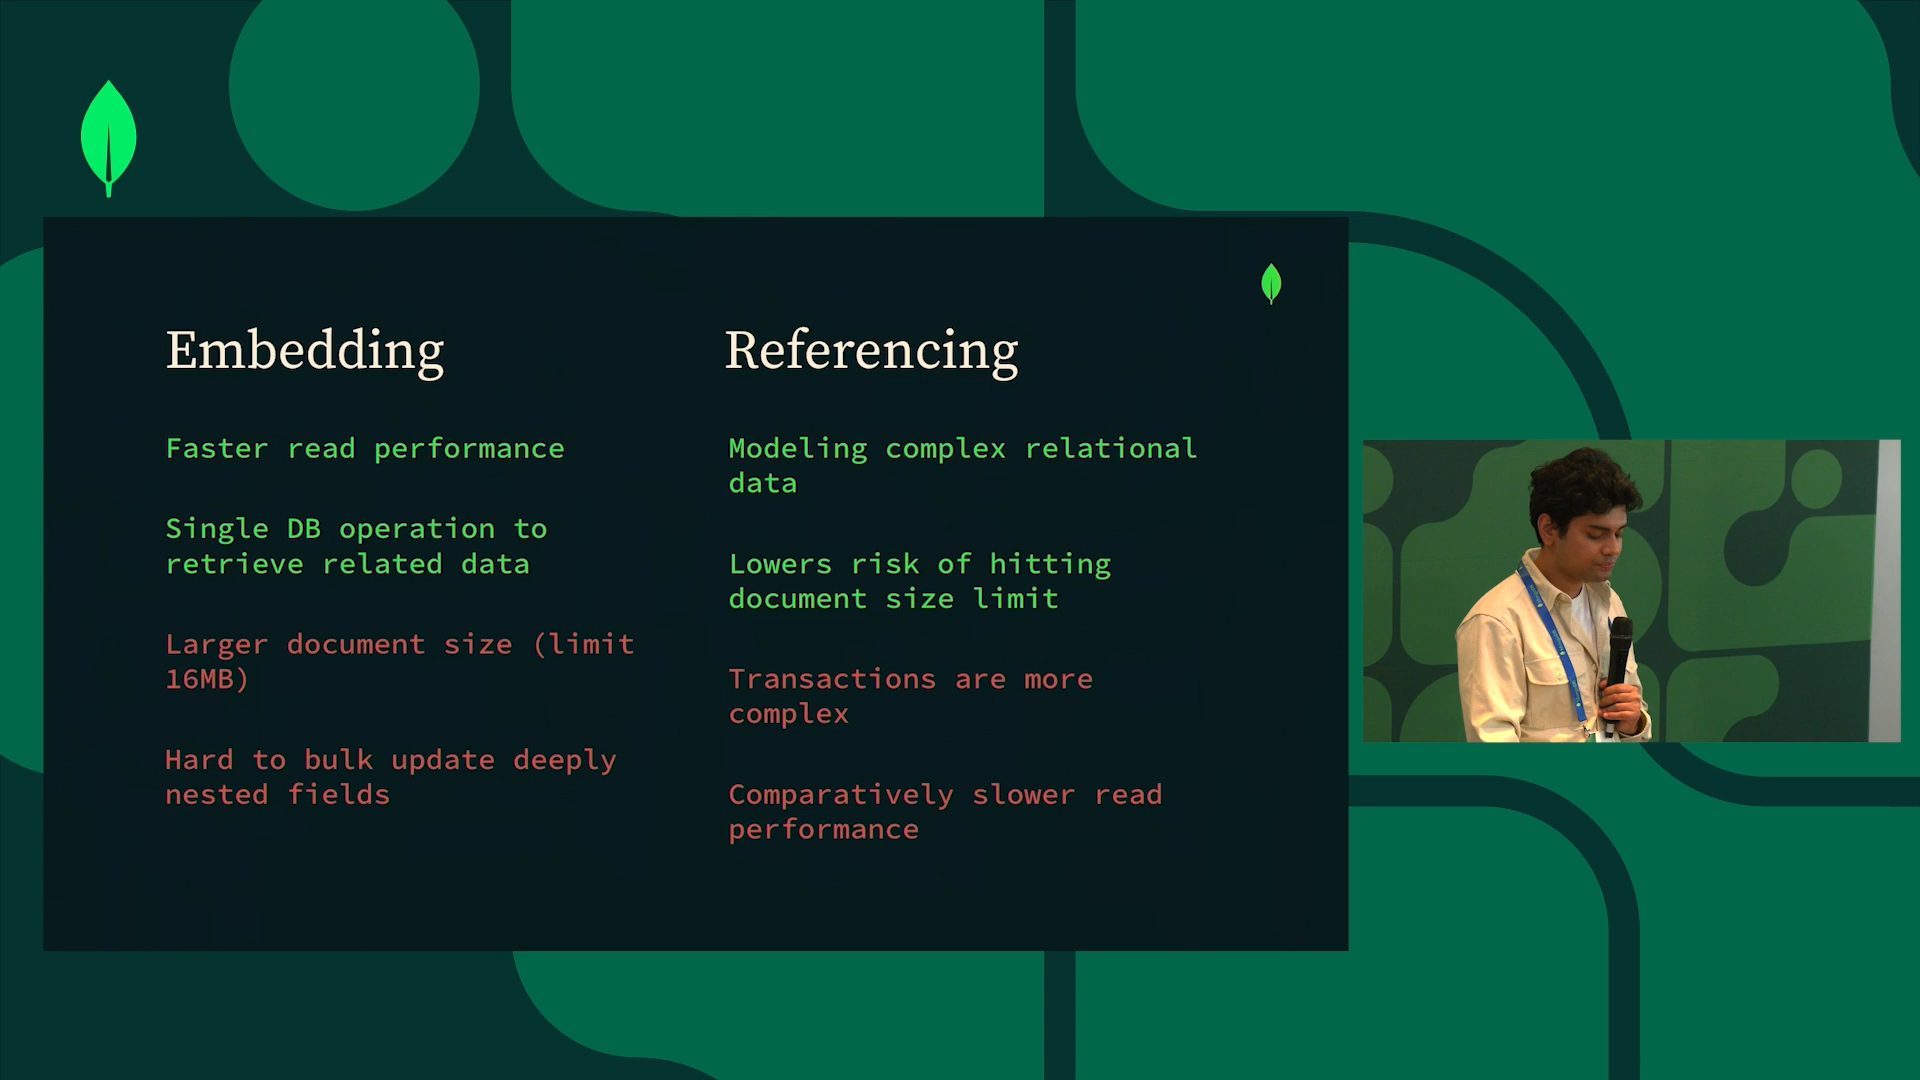 Embedding
Faster read performance
Single DB operation to
retrieve related data
Larger document size (limit
16MB)
Hard to bulk update deeply
nested fields
Referencing
Modeling complex relational
data
Lowers risk of hitting
document size limit
Transactions are more
complex
Comparatively slower read
performance